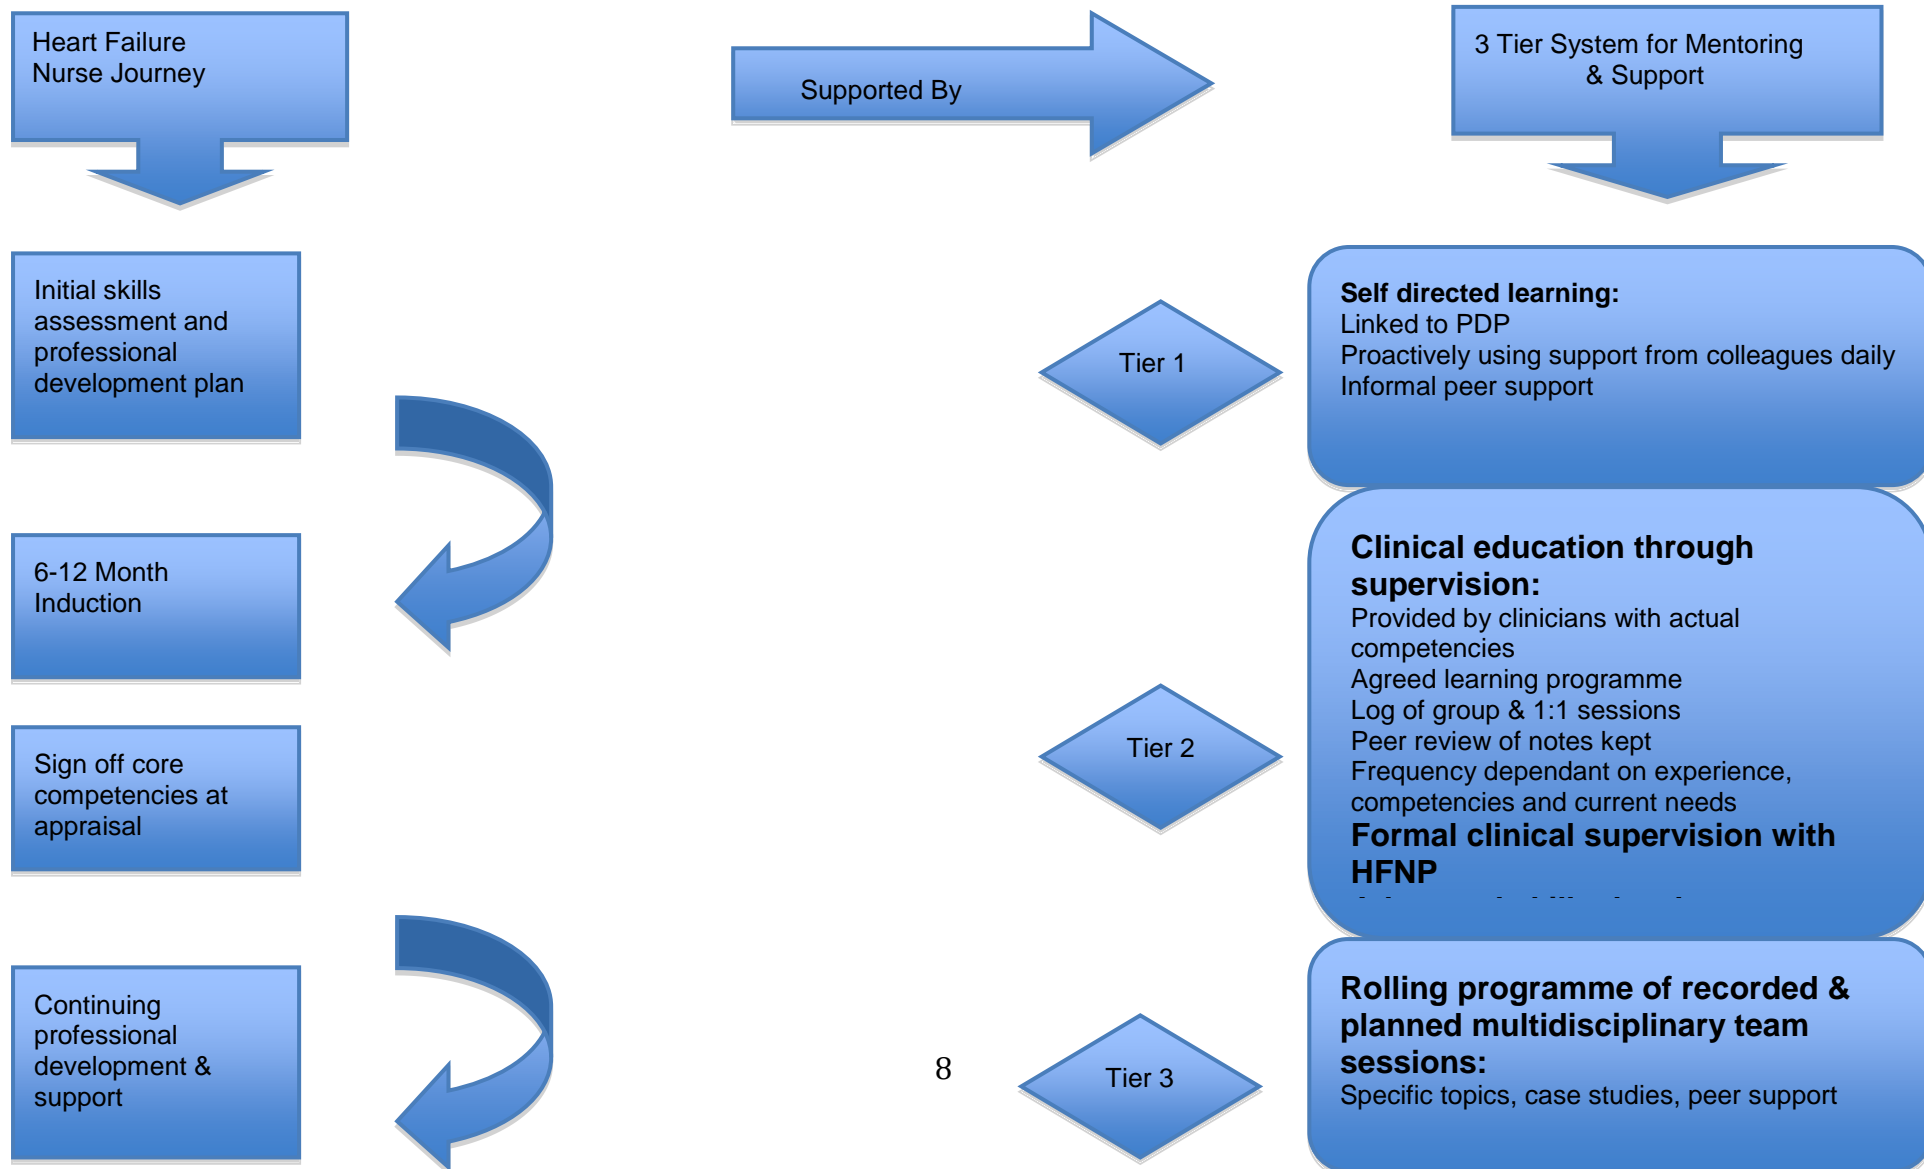 Heart Failure
Nurse Journey
Supported By
3 Tier System for Mentoring
& Support
Initial skills
assessment and
professional
development plan
6-12 Month
Induction
Sign off core
competencies at
appraisal
Continuing
professional
development &
support
Tier 1
Self directed learning:
Linked to PDP
Proactively using support from colleagues daily
Informal peer support
Tier 2
Clinical education through
supervision:
Provided by clinicians with actual
competencies
Agreed learning programme
Log of group & 1:1 sessions
Peer review of notes kept
Frequency dependant on experience,
competencies and current needs
Formal clinical supervision with
HFNP
Tier 3
Rolling programme of recorded &
planned multidisciplinary team
sessions:
Specific topics, case studies, peer support
8